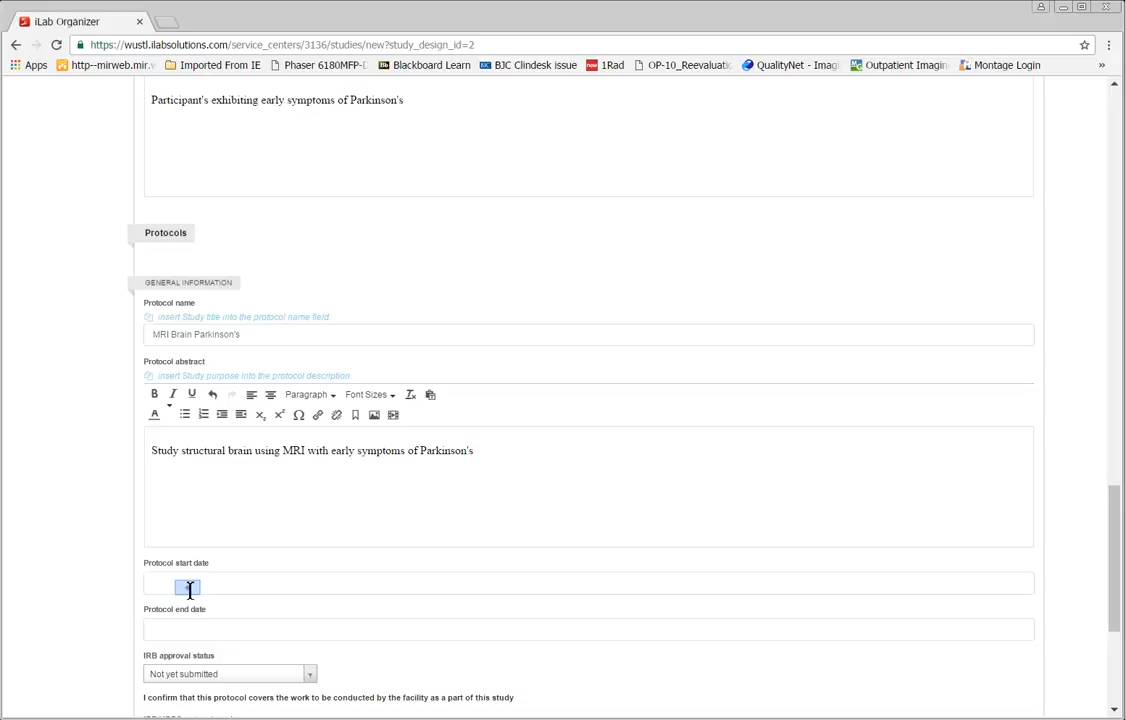 iLab Organizer
https://wustl.ilabsolutions.com/service_centers/3136/studies/new?study_design_id=2
Apps http--mirweb.mir.w Imported From IE Phaser 6180MFP-D Bb Blackboard Learn BJC BJC Clindesk issue now 1Rad OP-10_Reevaluatio QualityNet - Imagi Outpatient Imagin Montage Login »
Participant's exhibiting early symptoms of Parkinson's
Protocols
GENERAL INFORMATION
Protocol name
insert Study title into the protocol name field.
MRI Brain Parkinson's
Protocol abstract
insert Study purpose into the protocol description.
B I U Paragraph Font Sizes
A
Study structural brain using MRI with early symptoms of Parkinson's
Protocol start date
Protocol end date
IRB approval status
Not yet submitted
I confirm that this protocol covers the work to be conducted by the facility as a part of this study